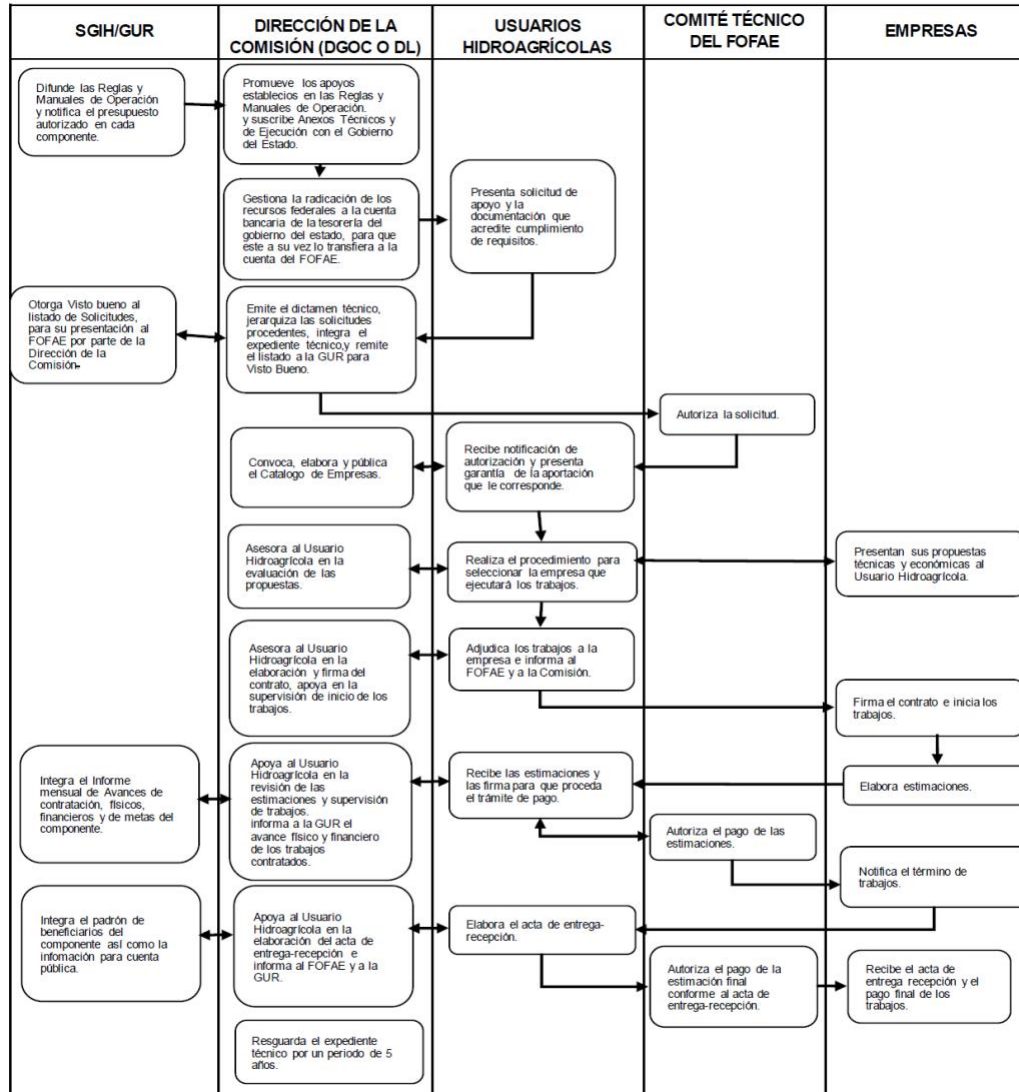 SGIH/GUR
DIRECCIÓN DE LA
COMISIÓN (DGOC O DL)
USUARIOS
HIDROAGRÍCOLAS
COMITÉ TÉCNICO
DEL FOFAE
EMPRESAS
Difunde las Reglas y
Manuales de Operación
y notifica el presupuesto
autorizado en cada
componente.
Promueve los apoyos
establecios en las Reglas y
Manuales de Operación.
y suscribe Anexos Técnicos y
de Ejecución con el Gobierno
del Estado.
Gestiona la radicación de los
recursos federales a la cuenta
bancaria de la tesorería del
gobierno del estado, para que
éste a su vez lo transfiera a la
cuenta del FOFAE.
Presenta solicitud de
apoyo y la
documentación que
acredite cumplimiento
de requisitos.
Otorga Visto bueno al
listado de Solicitudes,
para su presentación al
FOFAE por parte de la
Dirección de la
Comisión.
Emite el dictamen técnico,
jerarquiza las solicitudes
procedentes, integra el
expediente técnico,y remite
el listado a la GUR para
Visto Bueno.
Autoriza la solicitud.
Convoca, elabora y pública
el Catalogo de Empresas.
Recibe notificación de
autorización y presenta
garantía de la aportación
que le corresponde.
Asesora al Usuario
Hidroagrícola en la
evaluación de las
propuestas.
Realiza el procedimiento para
seleccionar la empresa que
ejecutará los trabajos.
Presentan sus propuestas
técnicas y económicas al
Usuario Hidroagrícola.
Asesora al Usuario
Hidroagrícola en la
elaboración y firma del
contrato, apoya en la
supervisión de inicio de los
trabajos.
Adjudica los trabajos a la
empresa e informa al
FOFAE y a la Comisión.
Firma el contrato e inicia los
trabajos.
Integra el Informe
mensual de Avances de
contratación, físicos,
financieros y de metas del
componente.
Apoya al Usuario
Hidroagrícola en la
revisión de las
estimaciones y supervisión
de trabajos.
informa a la GUR el
avance físico y financiero
de los trabajos
contratados.
Recibe las estimaciones y
las firma para que proceda
el trámite de pago.
Elabora estimaciones.
Autoriza el pago de las
estimaciones.
Notifica el término de
trabajos.
Integra el padrón de
beneficiarios del
componente así como la
infomación para cuenta
pública.
Apoya al Usuario
Hidroagrícola en la
elaboración del acta de
entrega-recepción e
informa al FOFAE y a la
GUR.
Elabora el acta de entrega-
recepción.
Autoriza el pago de la
estimación final
conforme al acta de
entrega-recepción.
Recibe el acta de
entrega recepción y el
pago final de los
trabajos.
Resguarda el expediente
técnico por un periodo de 5
años.